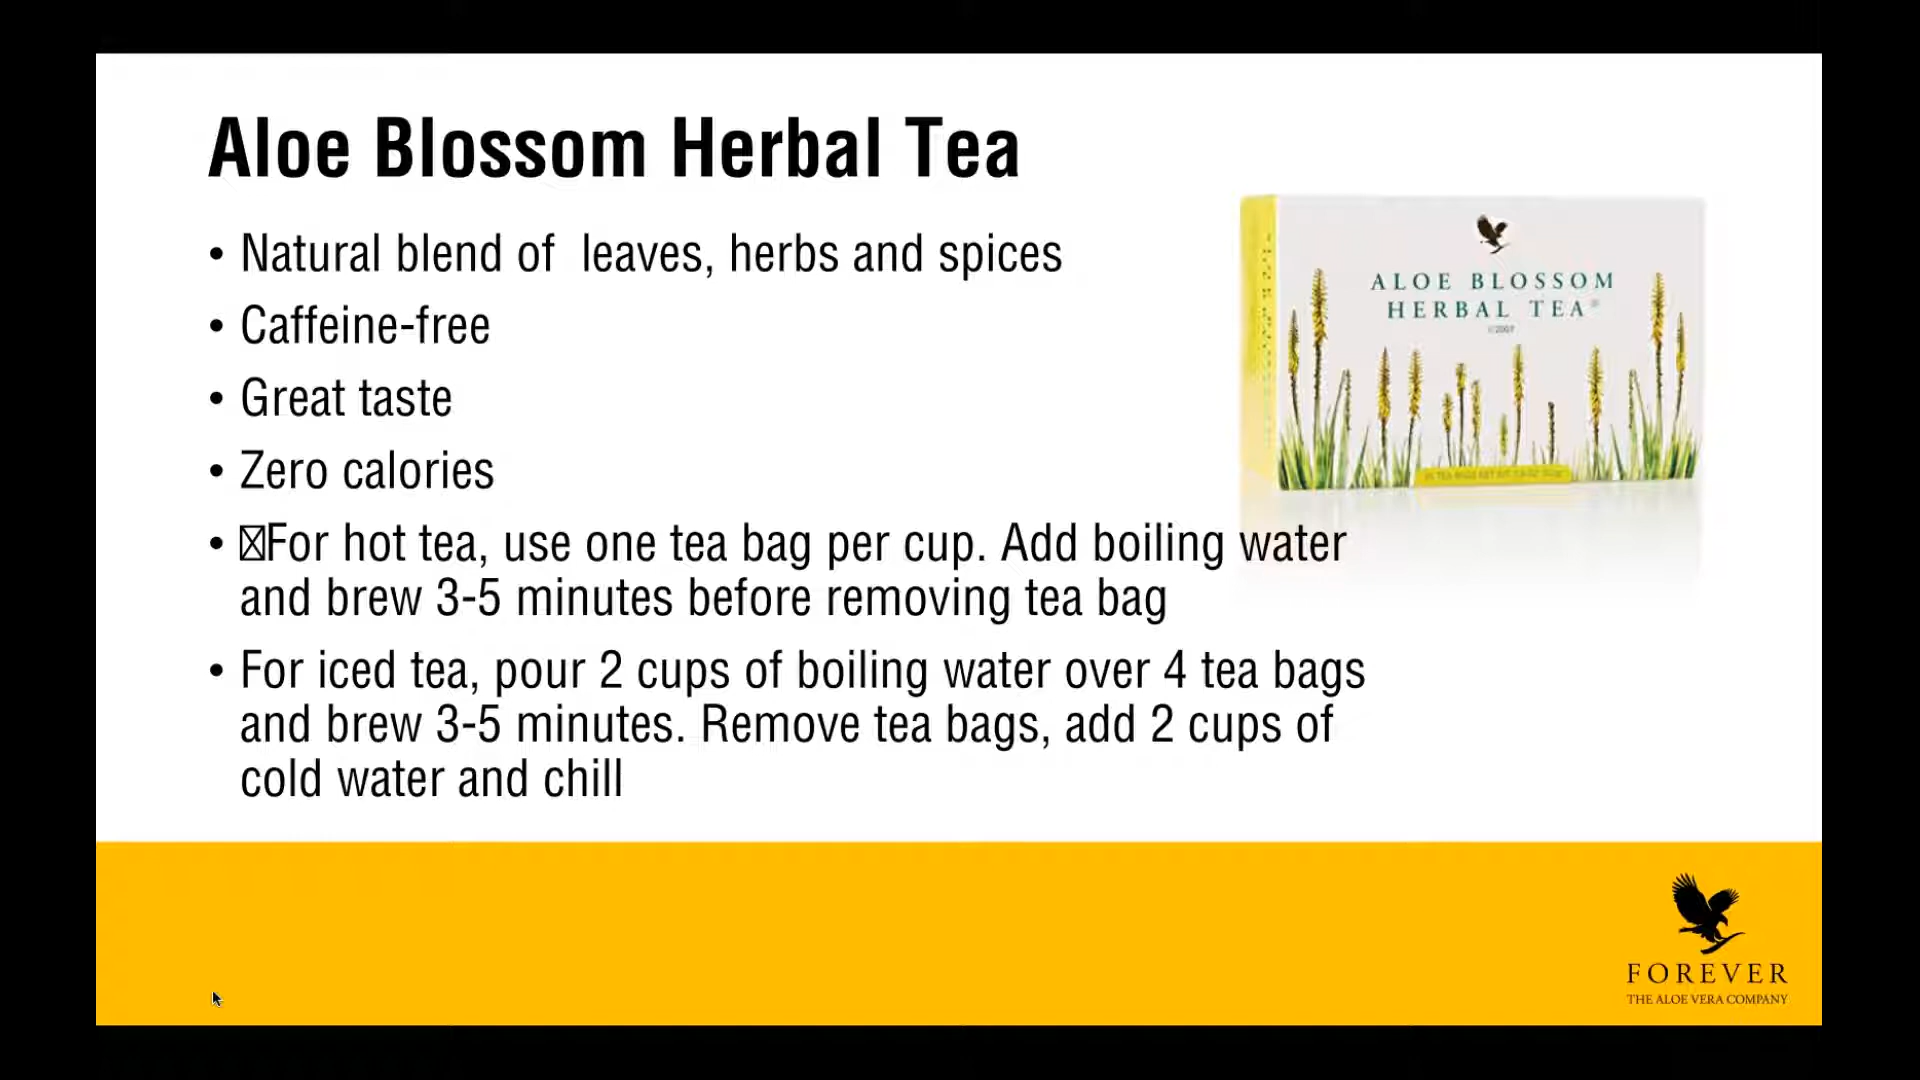 Aloe Blossom Herbal Tea
• Natural blend of  leaves, herbs and spices
• Caffeine-free
• Great taste
• Zero calories
• For hot tea, use one tea bag per cup. Add boiling water
and brew 3-5 minutes before removing tea bag
• For iced tea, pour 2 cups of boiling water over 4 tea bags
and brew 3-5 minutes. Remove tea bags, add 2 cups of
cold water and chill
ALOE BLOSSOM
HERBAL TEA®
FOREVER
THE ALOE VERA COMPANY